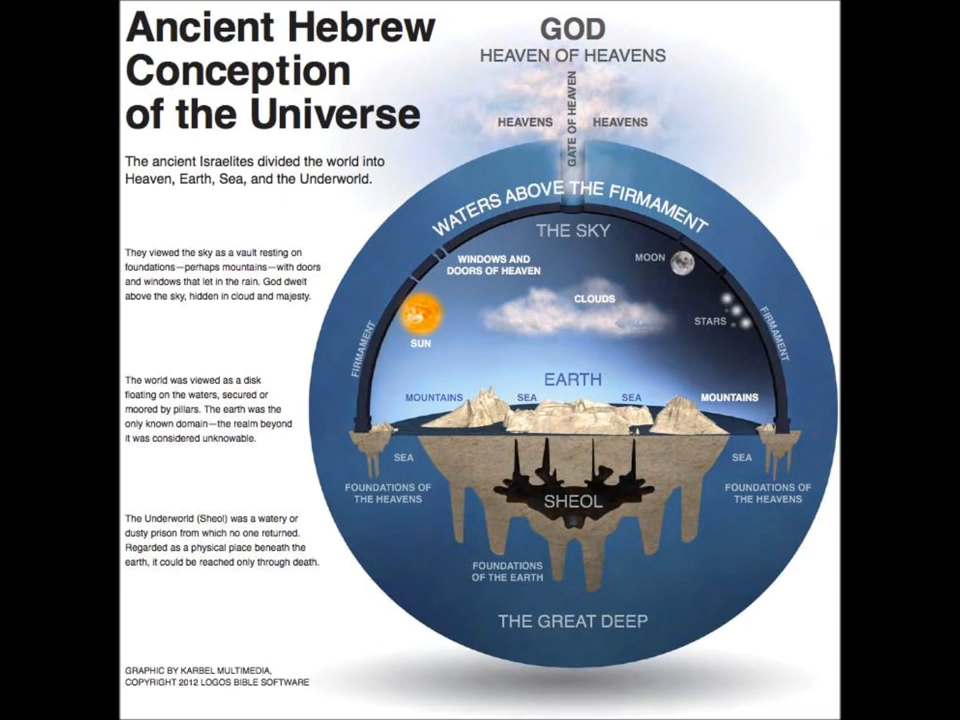 Ancient Hebrew
Conception
of the Universe
The ancient Israelites divided the world into
Heaven, Earth, Sea, and the Underworld.
They viewed the sky as a vault resting on
foundations—perhaps mountains—with doors
and windows that let in the rain. God dwelt
above the sky, hidden in cloud and majesty.
The world was viewed as a disk
floating on the waters, secured or
moored by pillars. The earth was the
only known domain—the realm beyond
it was considered unknowable.
The Underworld (Sheol) was a watery or
dusty prison from which no one returned.
Regarded as a physical place beneath the
earth, it could be reached only through death.
GRAPHIC BY KARBEL MULTIMEDIA,
COPYRIGHT 2012 LOGOS BIBLE SOFTWARE
GOD
HEAVEN OF HEAVENS
GATE OF HEAVEN
HEAVENS
HEAVENS
WATERS ABOVE THE FIRMAMENT
THE SKY
WINDOWS AND
DOORS OF HEAVEN
MOON
CLOUDS
STARS
SUN
FIRMAMENT
FIRMAMENT
EARTH
MOUNTAINS
SEA
SEA
MOUNTAINS
SEA
SEA
FOUNDATIONS OF
THE HEAVENS
FOUNDATIONS OF
THE HEAVENS
SHEOL
FOUNDATIONS
OF THE EARTH
THE GREAT DEEP